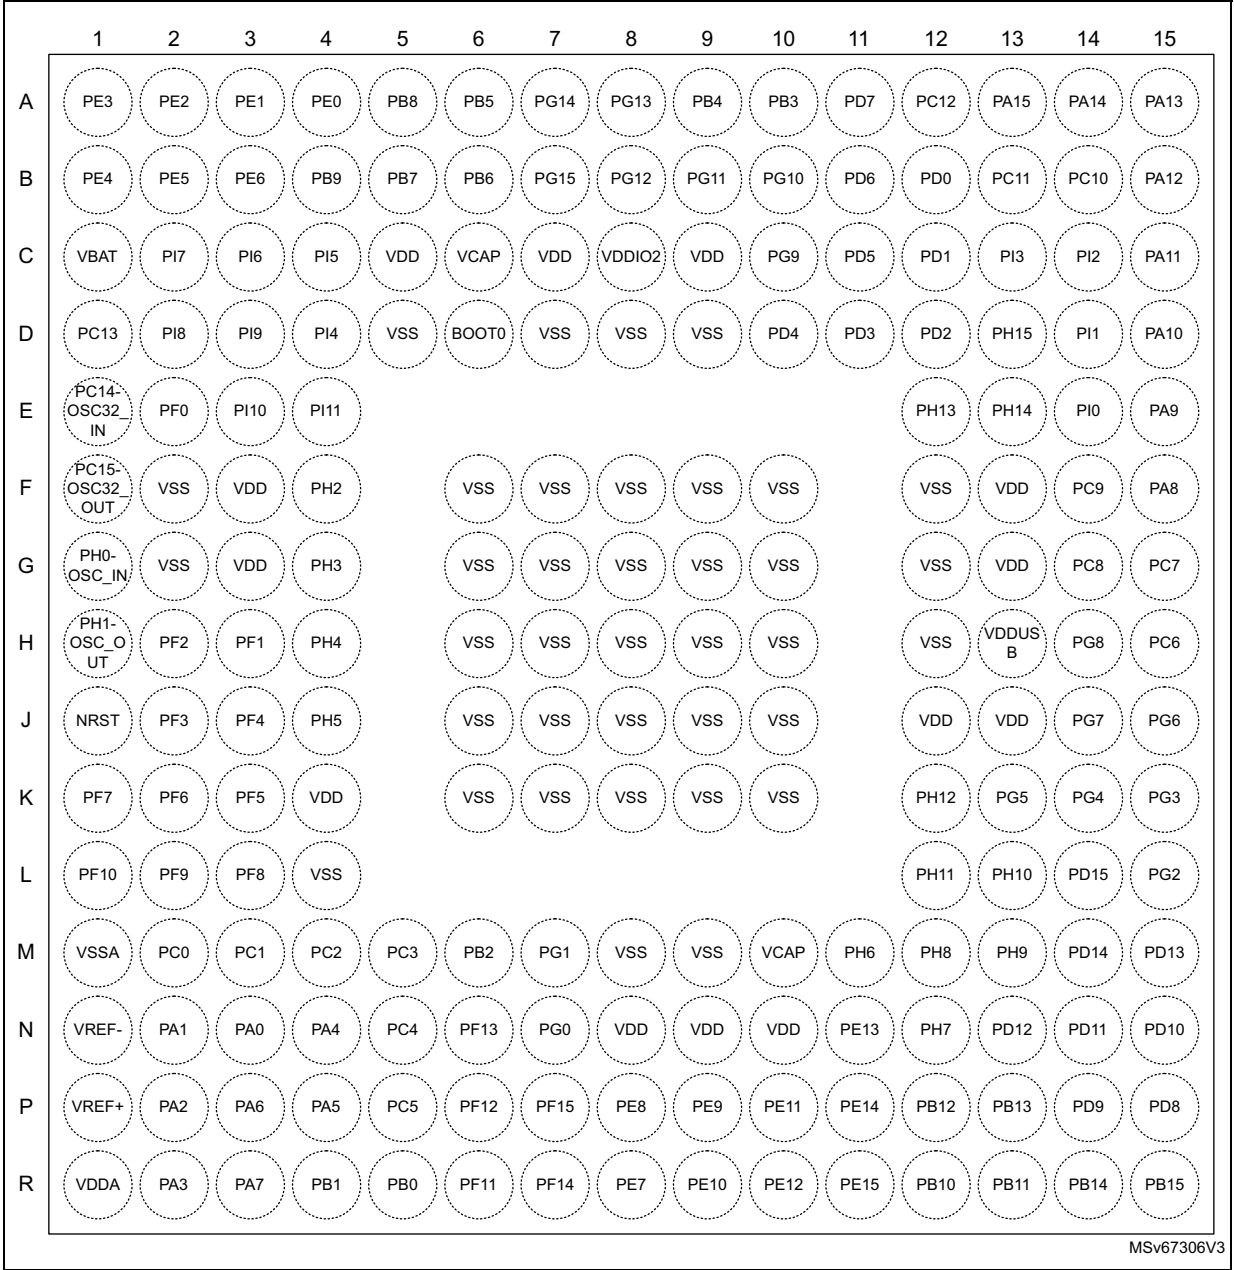 1 2 3 4 5 6 7 8 9 10 11 12 13 14 15
A PE3 PE2 PE1 PE0 PB8 PB5 PG14 PG13 PB4 PB3 PD7 PC12 PA15 PA14 PA13
B PE4 PE5 PE6 PB9 PB7 PB6 PG15 PG12 PG11 PG10 PD6 PD0 PC11 PC10 PA12
C VBAT PI7 PI6 PI5 VDD VCAP VDD VDDIO2 VDD PG9 PD5 PD1 PI3 PI2 PA11
D PC13 PI8 PI9 PI4 VSS BOOT0 VSS VSS VSS PD4 PD3 PD2 PH15 PI1 PA10
PC14-
E OSC32_ PF0 PI10 PI11 PH13 PH14 PI0 PA9
IN
PC15-
F OSC32_ VSS VDD PH2 VSS VSS VSS VSS VSS VSS VDD PC9 PA8
OUT
PH0-
G OSC_IN VSS VDD PH3 VSS VSS VSS VSS VSS VSS VDD PC8 PC7
PH1-
H OSC_O PF2 PF1 PH4 VSS VSS VSS VSS VSS VSS VDDUS PG8 PC6
UT B
J NRST PF3 PF4 PH5 VSS VSS VSS VSS VSS VDD VDD PG7 PG6
K PF7 PF6 PF5 VDD VSS VSS VSS VSS VSS PH12 PG5 PG4 PG3
L PF10 PF9 PF8 VSS PH11 PH10 PD15 PG2
M VSSA PC0 PC1 PC2 PC3 PB2 PG1 VSS VSS VCAP PH6 PH8 PH9 PD14 PD13
N VREF- PA1 PA0 PA4 PC4 PF13 PG0 VDD VDD VDD PE13 PH7 PD12 PD11 PD10
P VREF+ PA2 PA6 PA5 PC5 PF12 PF15 PE8 PE9 PE11 PE14 PB12 PB13 PD9 PD8
R VDDA PA3 PA7 PB1 PB0 PF11 PF14 PE7 PE10 PE12 PE15 PB10 PB11 PB14 PB15
MSv67306V3